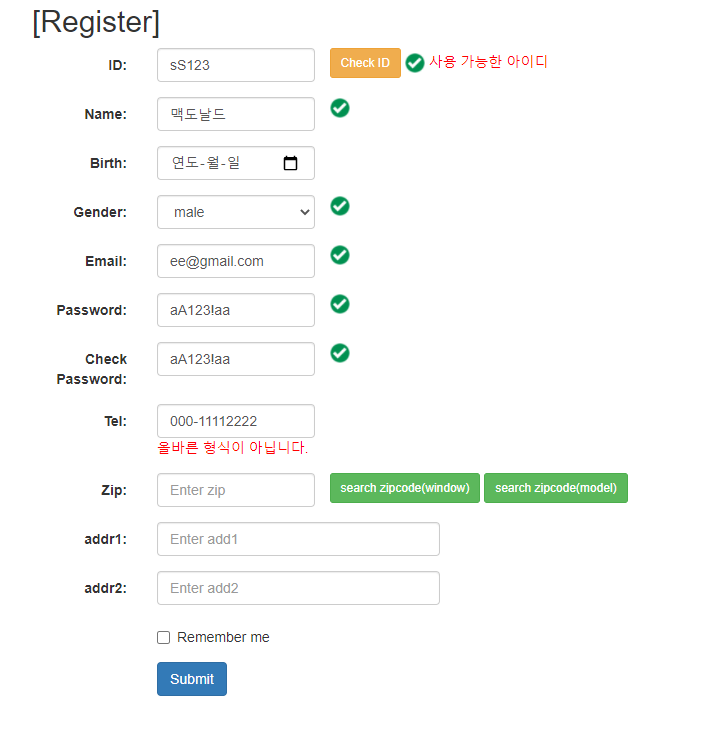 [Register]
ID: sS123 Check ID 사용 가능한 아이디
Name: 맥도날드
Birth: 연도-월-일
Gender: male
Email: ee@gmail.com
Password: aA123!aa
Check Password: aA123!aa
Tel: 000-11112222
올바른 형식이 아닙니다.
Zip: Enter zip search zipcode(window) search zipcode(model)
addr1: Enter add1
addr2: Enter add2
Remember me
Submit